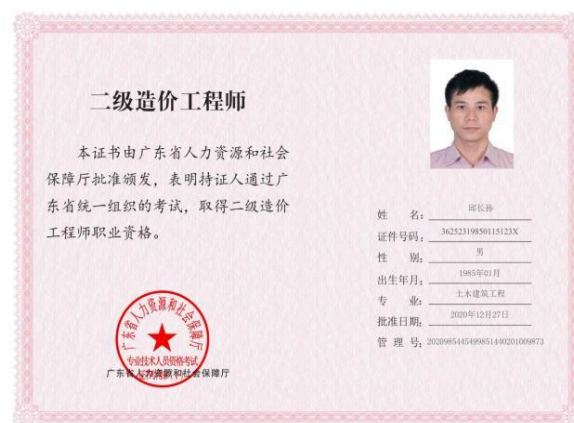 二级造价工程师
本证书由广东省人力资源和社会
保障厅批准颁发，表明持证人通过广
东省统一组织的考试，取得二级造价
工程师职业资格。
广东省人力资源和社会保障厅
专业技术人员资格考试
广东省人力资源和社会保障厅
姓 名：邱长孙
证件号码：36252319850115123X
性 别：男
出生年月：1985年01月
专 业：土木建筑工程
批准日期：2020年12月27日
管 理 号：2020985445499851440201009873